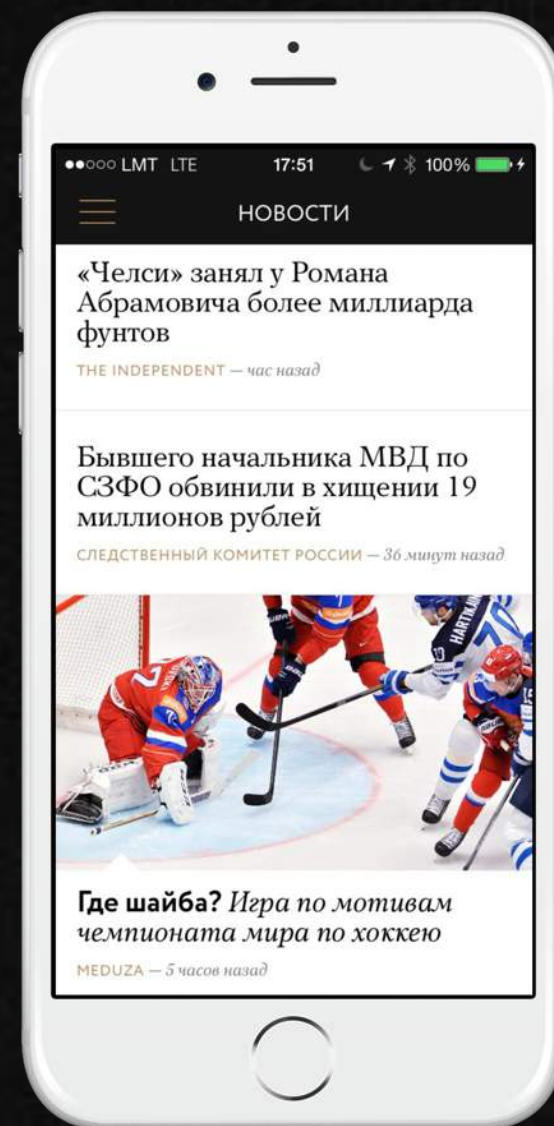 LMT LTE 17:51 100%
НОВОСТИ
«Челси» занял у Романа
Абрамовича более миллиарда
фунтов
THE INDEPENDENT — час назад
Бывшего начальника МВД по
СЗФО обвинили в хищении 19
миллионов рублей
СЛЕДСТВЕННЫЙ КОМИТЕТ РОССИИ — 36 минут назад
HARTIKAINEN
70
Где шайба? Игра по мотивам
чемпионата мира по хоккею
MEDUZA — 5 часов назад